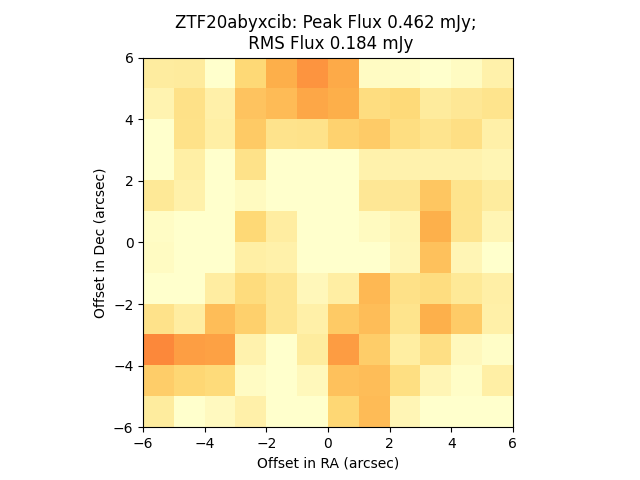 ZTF20abyxcib: Peak Flux 0.462 mJy;
RMS Flux 0.184 mJy
6
4
2
0
−2
−4
−6
Offset in Dec (arcsec)
−6 −4 −2 0 2 4 6
Offset in RA (arcsec)